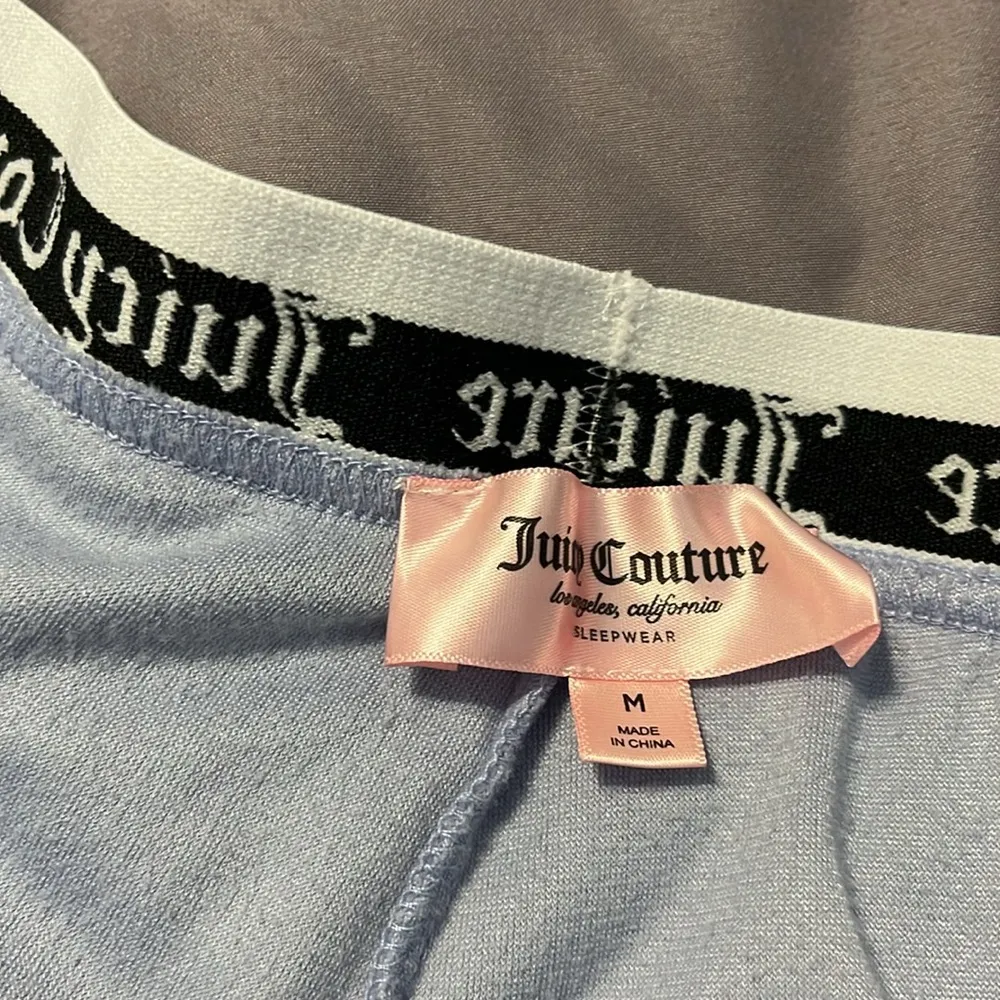 Juicy Couture
los angeles, california
SLEEPWEAR
M
MADE
IN CHINA